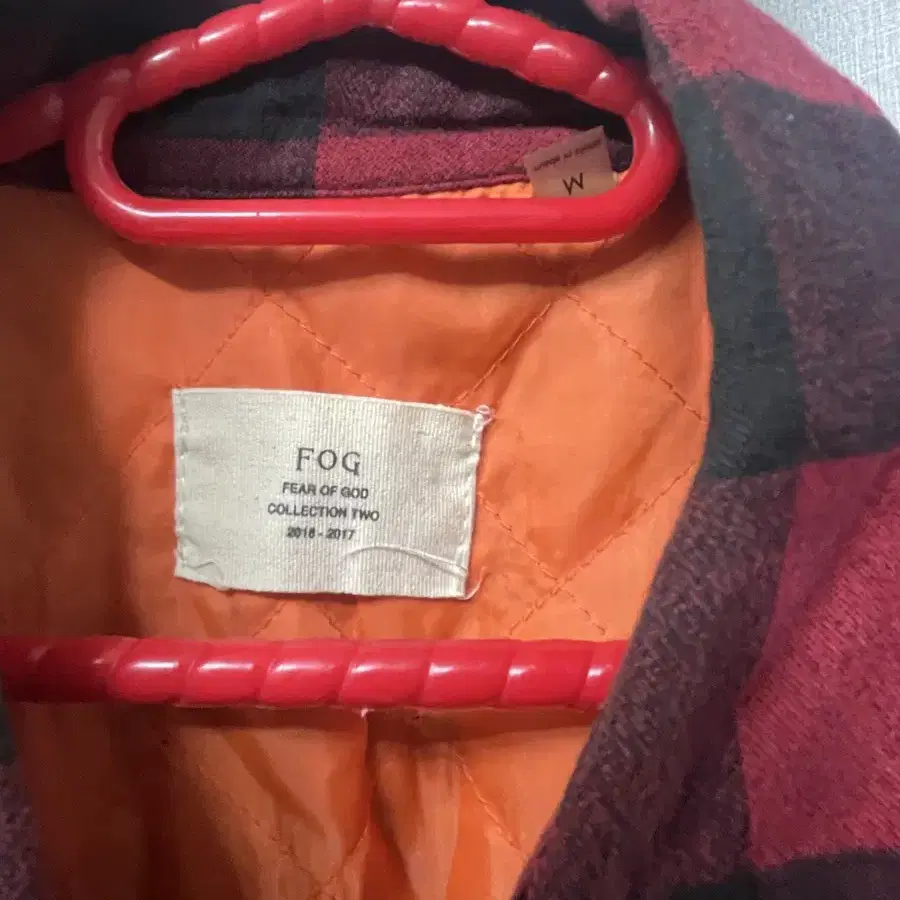 M
FOG
FEAR OF GOD
COLLECTION TWO
2016 - 2017